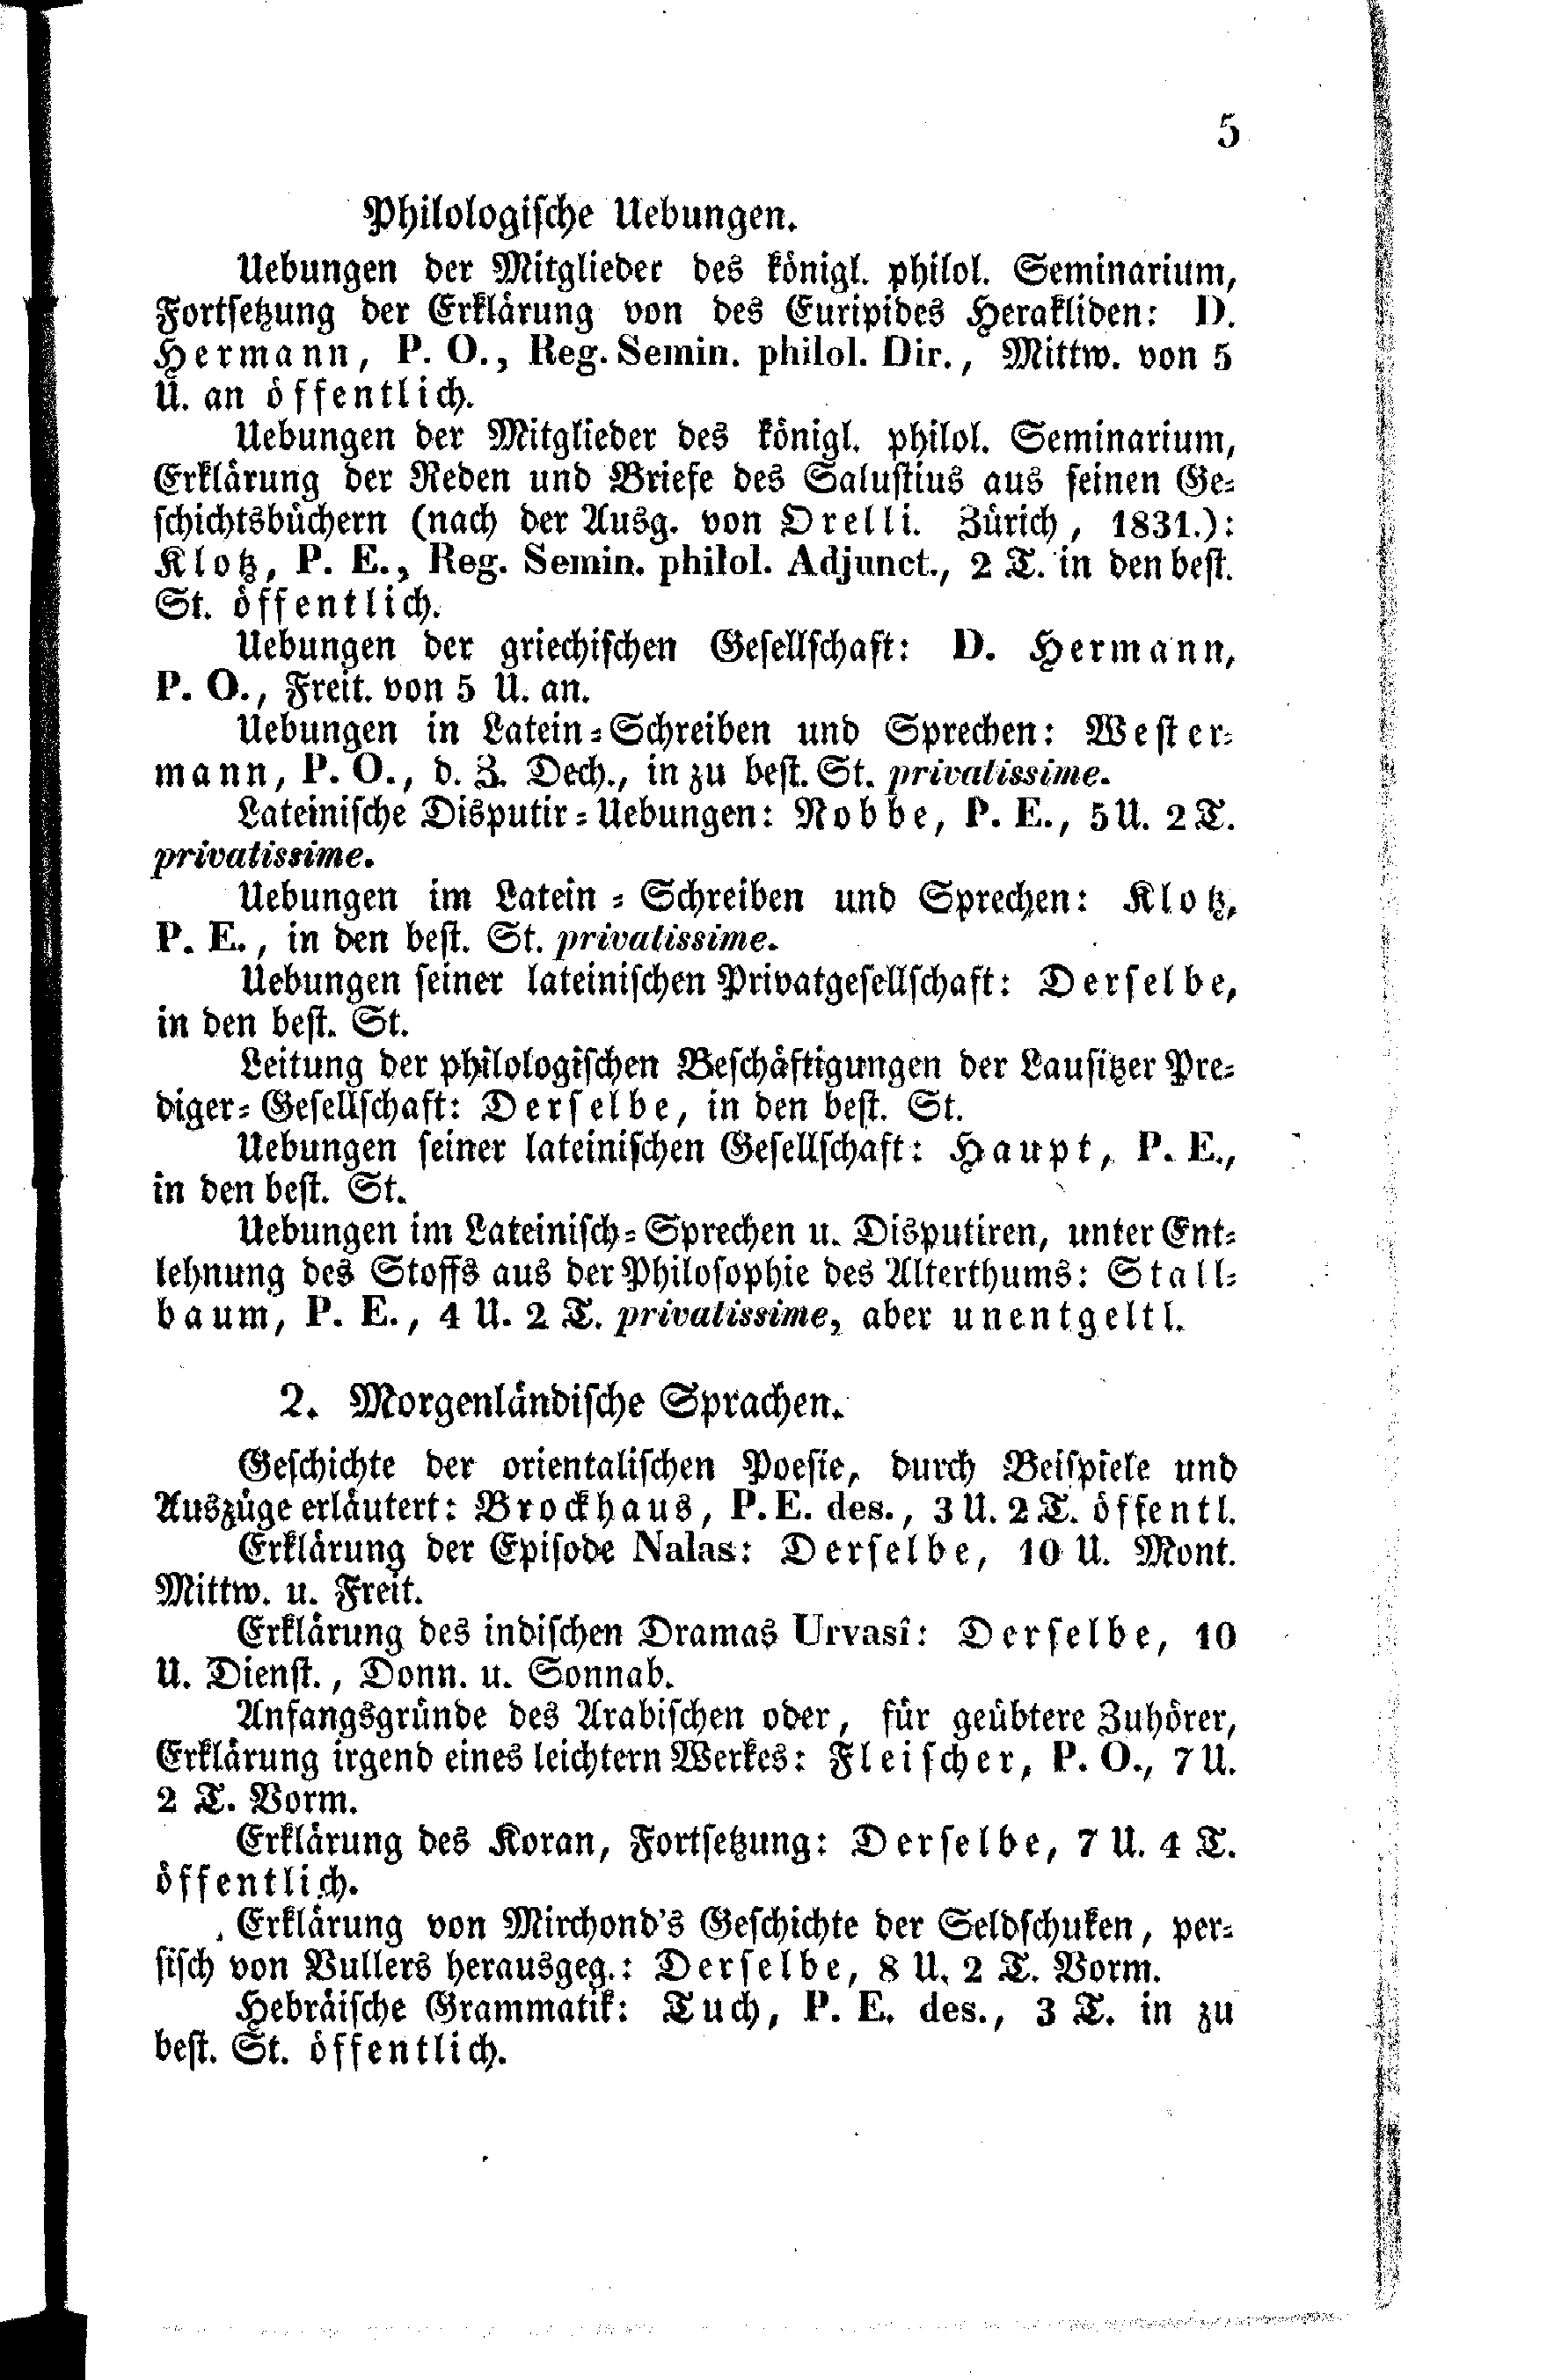 5
Philologische Uebungen.
Uebungen der Mitglieder des königl. philol. Seminarium,
Fortsetzung der Erklärung von des Euripides Herakliden: D.
Hermann, P. O., Reg. Semin. philol. Dir., Mittw. von 5
U. an öffentlich.
Uebungen der Mitglieder des königl. philol. Seminarium,
Erklärung der Reden und Briefe des Salustius aus seinen Ge-
schichtsbüchern (nach der Ausg. von Orelli. Zürich, 1831.):
Klotz, P. E., Reg. Semin. philol. Adjunct., 2 T. in den best.
St. öffentlich.
Uebungen der griechischen Gesellschaft: D. Hermann,
P. O., Freit. von 5 U. an.
Uebungen in Latein-Schreiben und Sprechen: Wester-
mann, P. O., d. Z. Dech., in zu best. St. privatissime.
Lateinische Disputir-Uebungen: Nobbe, P. E., 5 U. 2 T.
privatissime.
Uebungen im Latein-Schreiben und Sprechen: Klotz,
P. E., in den best. St. privatissime.
Uebungen seiner lateinischen Privatgesellschaft: Derselbe,
in den best. St.
Leitung der philologischen Beschäftigungen der Lausitzer Pre-
diger-Gesellschaft: Derselbe, in den best. St.
Uebungen seiner lateinischen Gesellschaft: Haupt, P. E.,
in den best. St.
Uebungen im Lateinisch-Sprechen u. Disputiren, unter Ent-
lehnung des Stoffs aus der Philosophie des Alterthums: Stall-
baum, P. E., 4 U. 2 T. privatissime, aber unentgeltl.
2. Morgenländische Sprachen.
Geschichte der orientalischen Poesie, durch Beispiele und
Auszüge erläutert: Brockhaus, P. E. des., 3 U. 2 T. öffentl.
Erklärung der Episode Nalas: Derselbe, 10 U. Mont.
Mittw. u. Freit.
Erklärung des indischen Dramas Urvasî: Derselbe, 10
U. Dienst., Donn. u. Sonnab.
Anfangsgründe des Arabischen oder, für geübtere Zuhörer,
Erklärung irgend eines leichtern Werkes: Fleischer, P. O., 7 U.
2 T. Vorm.
Erklärung des Koran, Fortsetzung: Derselbe, 7 U. 4 T.
öffentlich.
Erklärung von Mirchond's Geschichte der Seldschuken, per-
sisch von Vullers herausgeg.: Derselbe, 8 U. 2 T. Vorm.
Hebräische Grammatik: Tuch, P. E. des., 3 T. in zu
best. St. öffentlich.